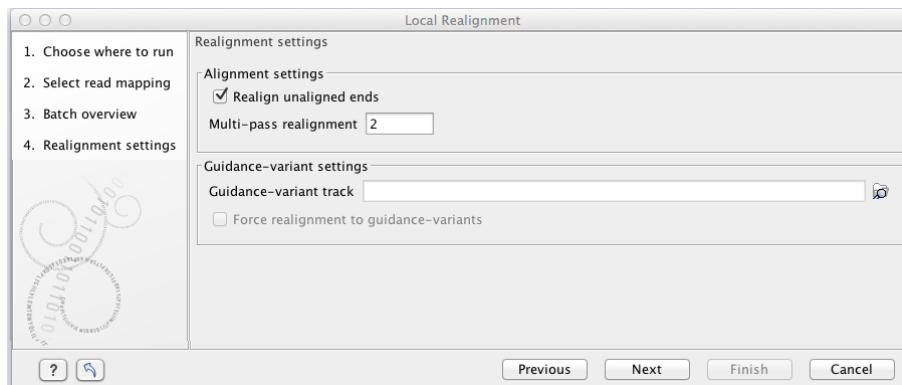 Local Realignment
1. Choose where to run
2. Select read mapping
3. Batch overview
4. Realignment settings
Realignment settings
Alignment settings
Realign unaligned ends
Multi-pass realignment 2
Guidance-variant settings
Guidance-variant track
Force realignment to guidance-variants
?
Previous
Next
Finish
Cancel